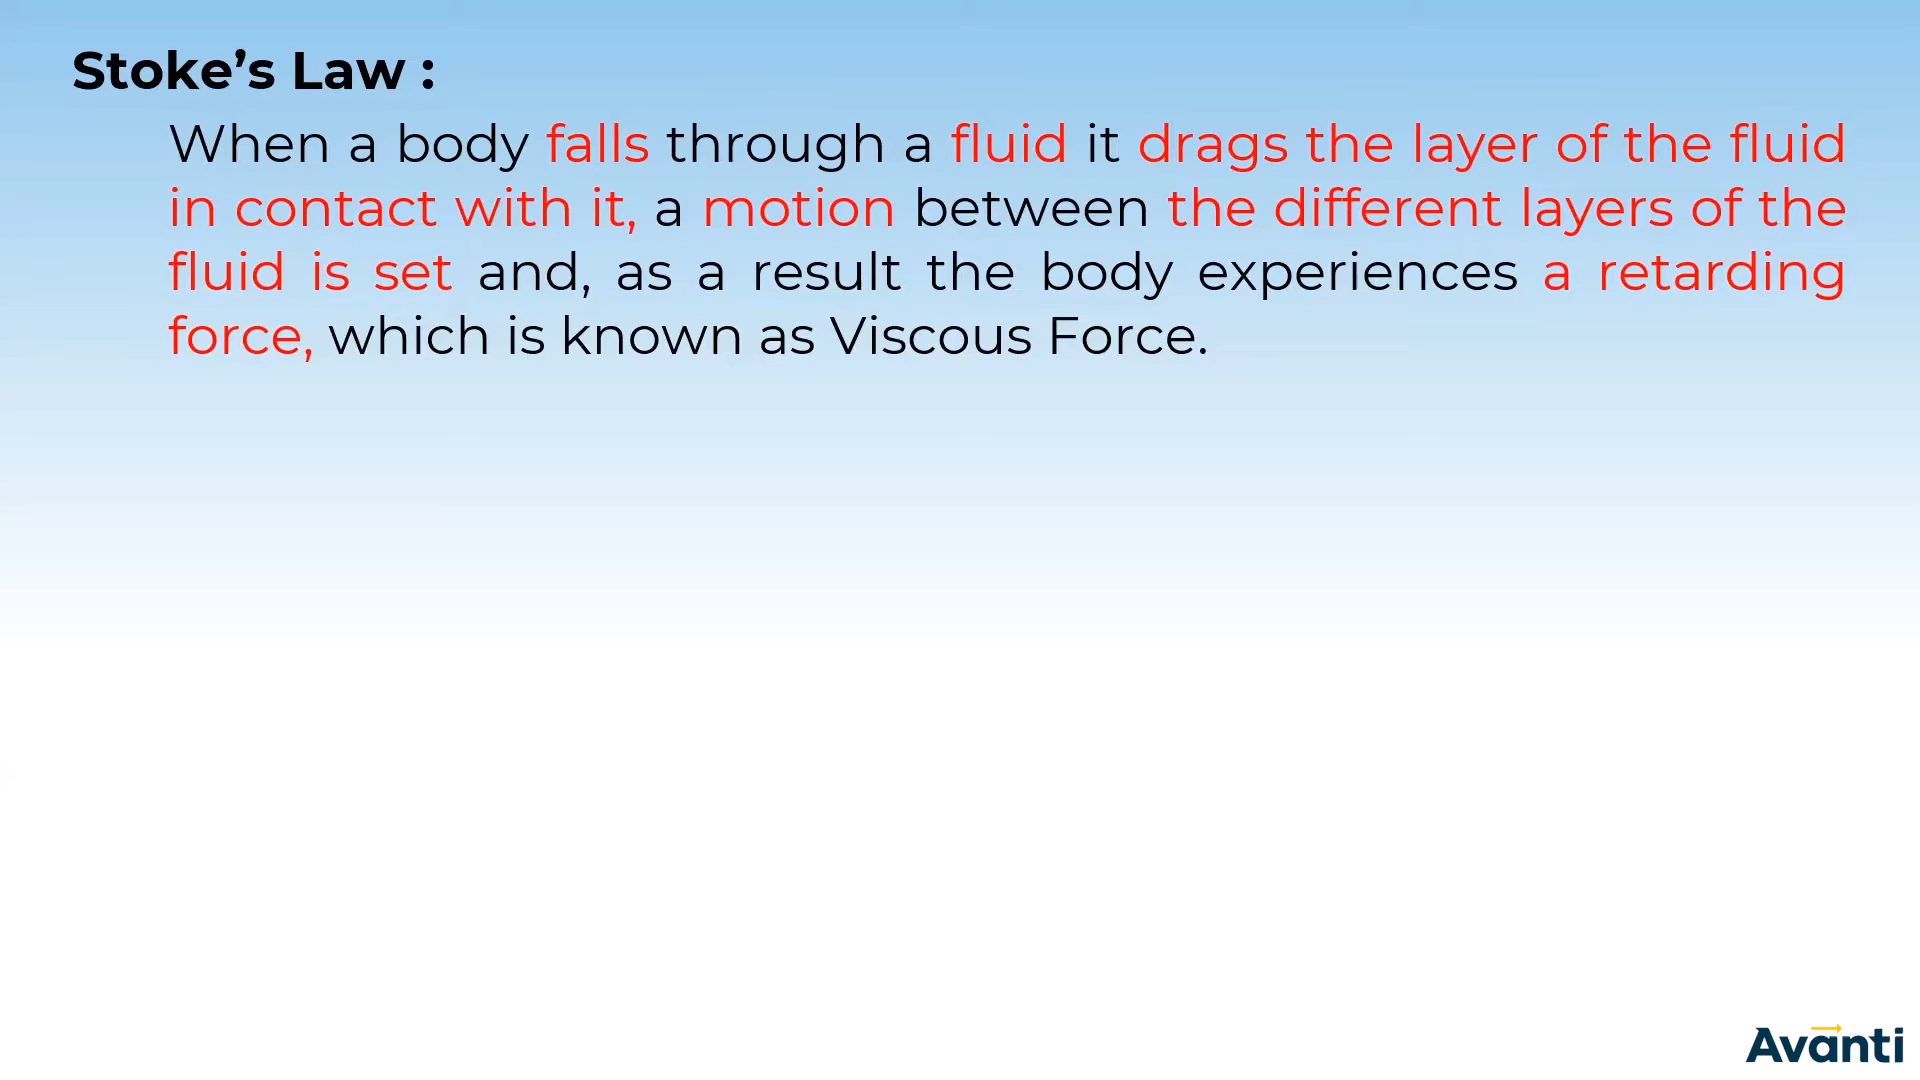 Stoke’s Law :
When a body falls through a fluid it drags the layer of the fluid
in contact with it, a motion between the different layers of the
fluid is set and, as a result the body experiences a retarding
force, which is known as Viscous Force.
Avanti